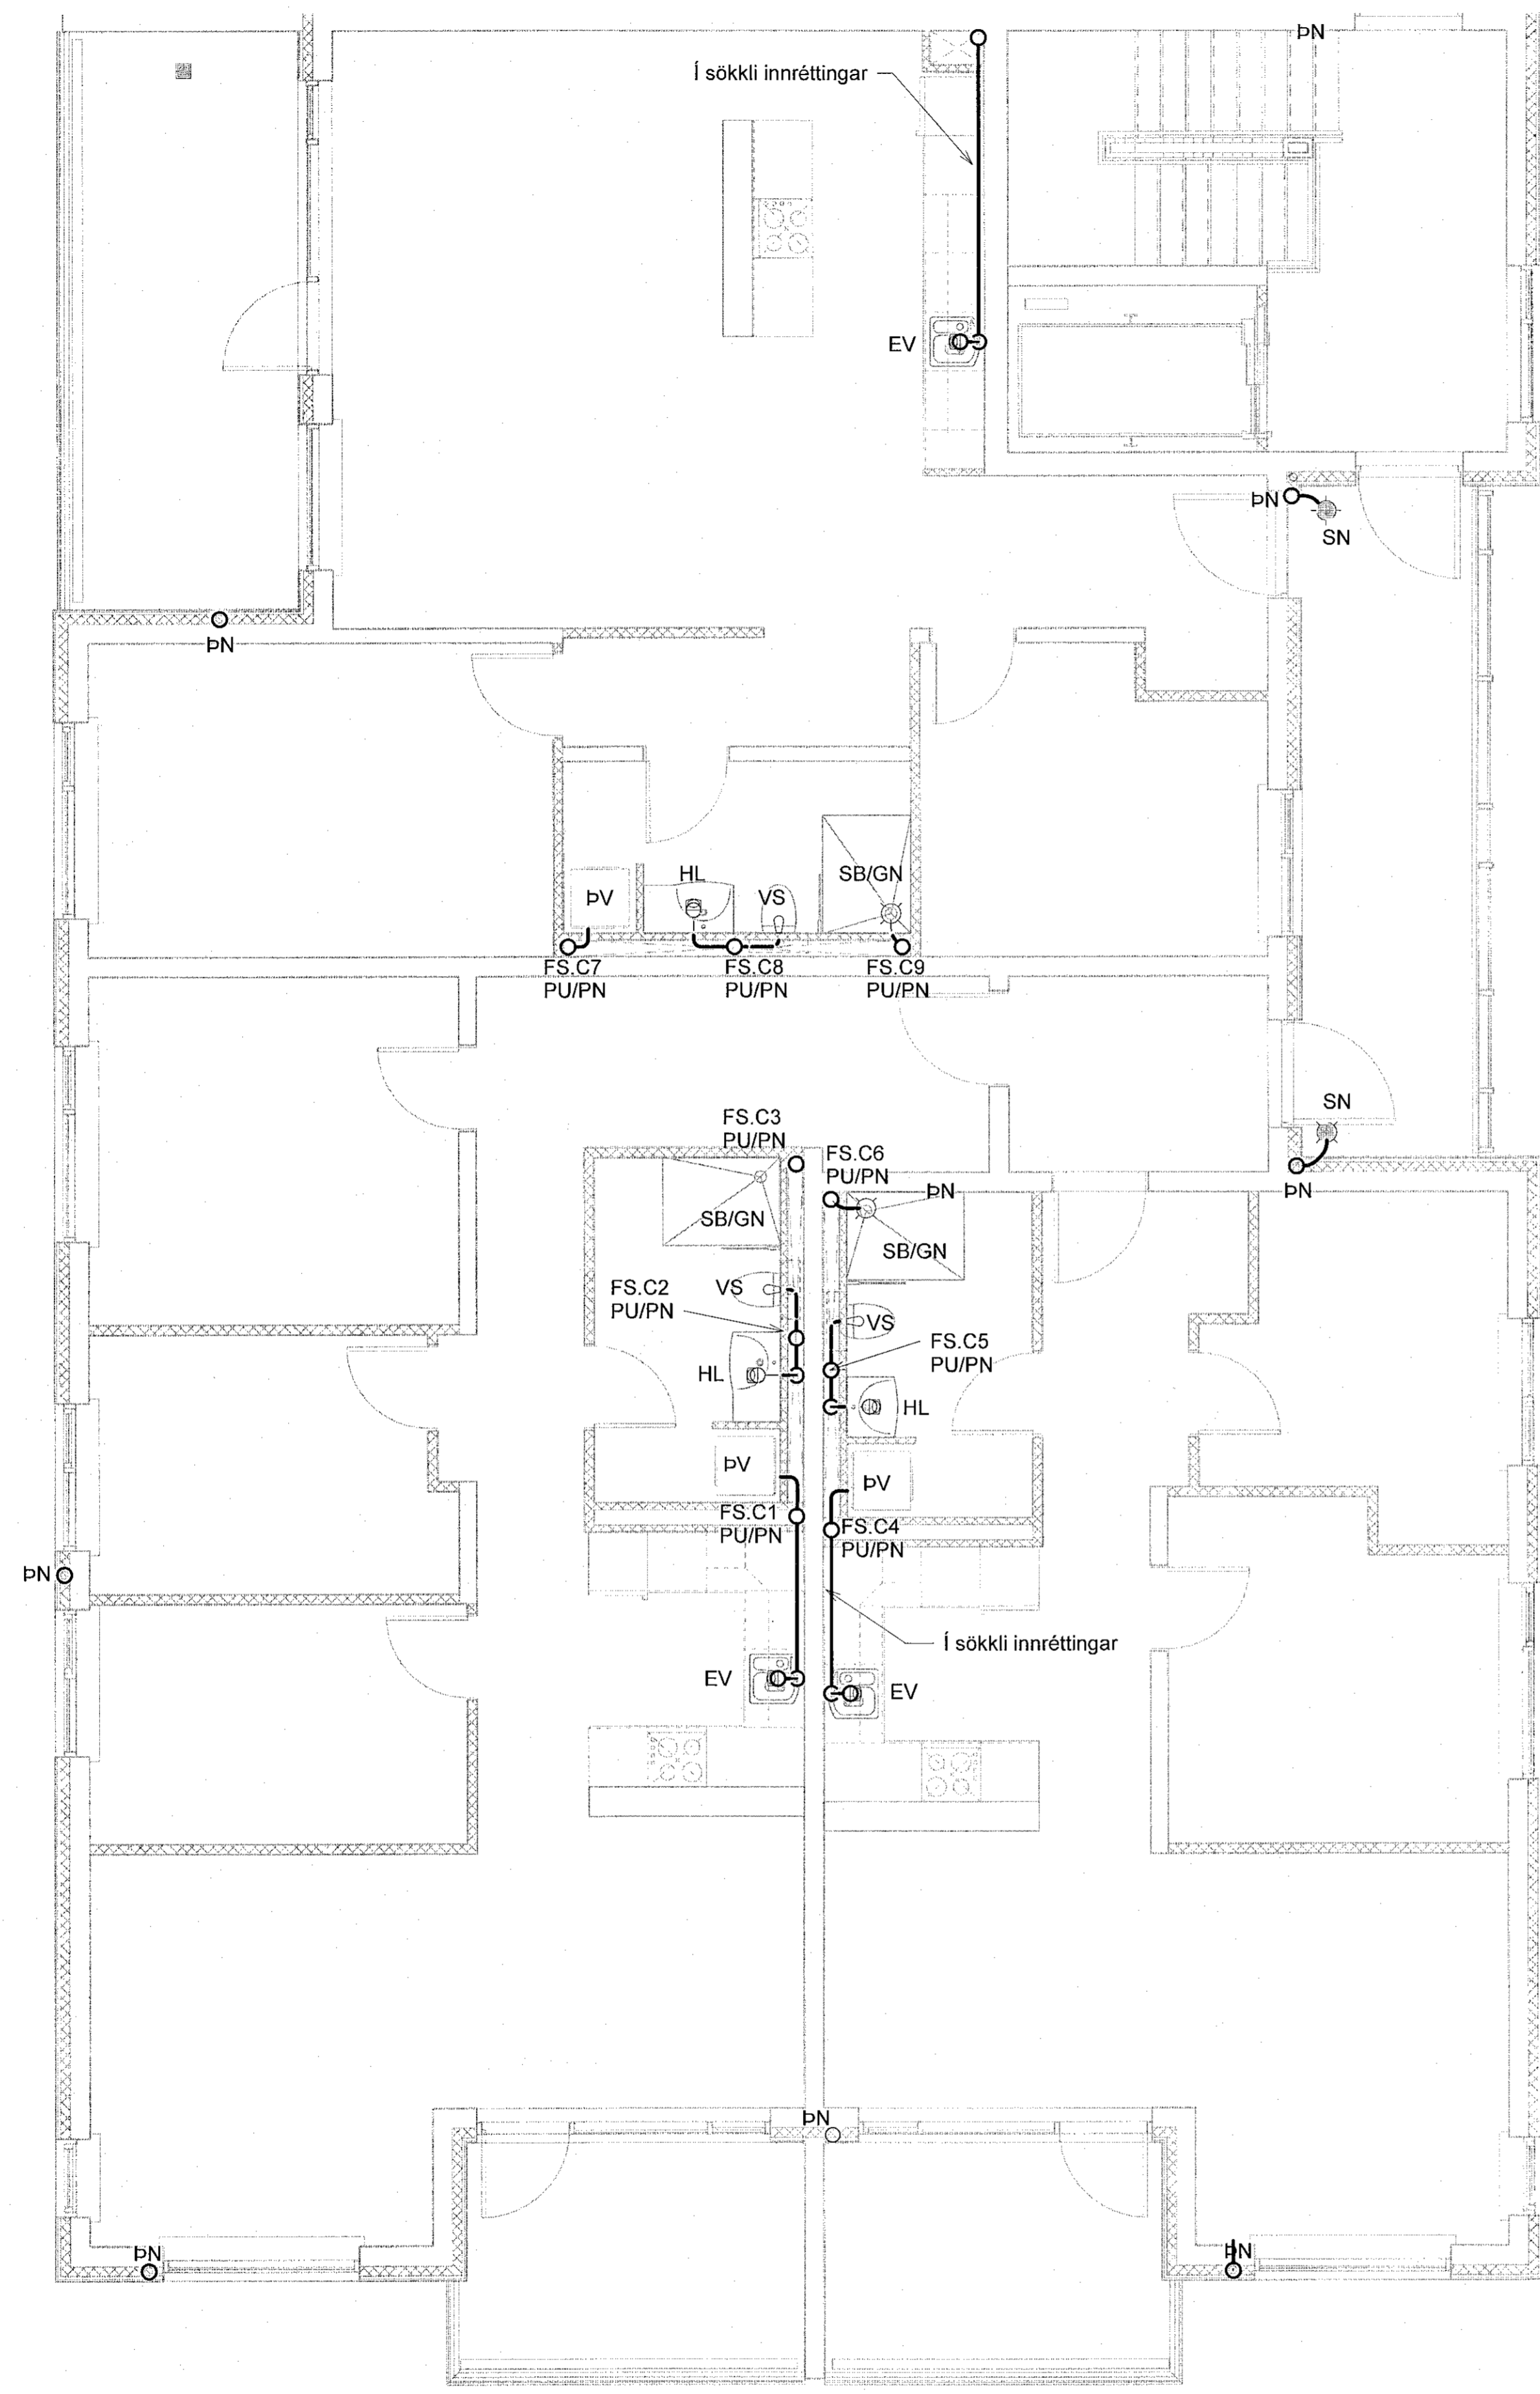 ÞN
Í sökkli innréttingar
EV
ÞN
SN
ÞN
HL
SB/GN
ÞV
VS
FS.C7
PU/PN
FS.C8
PU/PN
FS.C9
PU/PN
SN
FS.C3
PU/PN
FS.C6
PU/PN
ÞN
ÞN
SB/GN
SB/GN
FS.C2
PU/PN
VS
VS
FS.C5
PU/PN
HL
HL
ÞV
ÞV
FS.C1
PU/PN
FS.C4
PU/PN
ÞN
Í sökkli innréttingar
EV
EV
ÞN
ÞN
ÞN